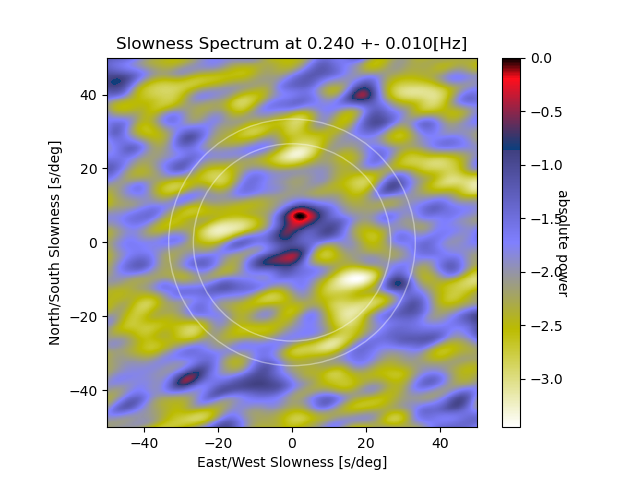 Slowness Spectrum at 0.240 +- 0.010[Hz]
North/South Slowness [s/deg]
40
20
0
−20
−40
−40 −20 0 20 40
East/West Slowness [s/deg]
0.0
−0.5
−1.0
−1.5
−2.0
−2.5
−3.0
absolute power